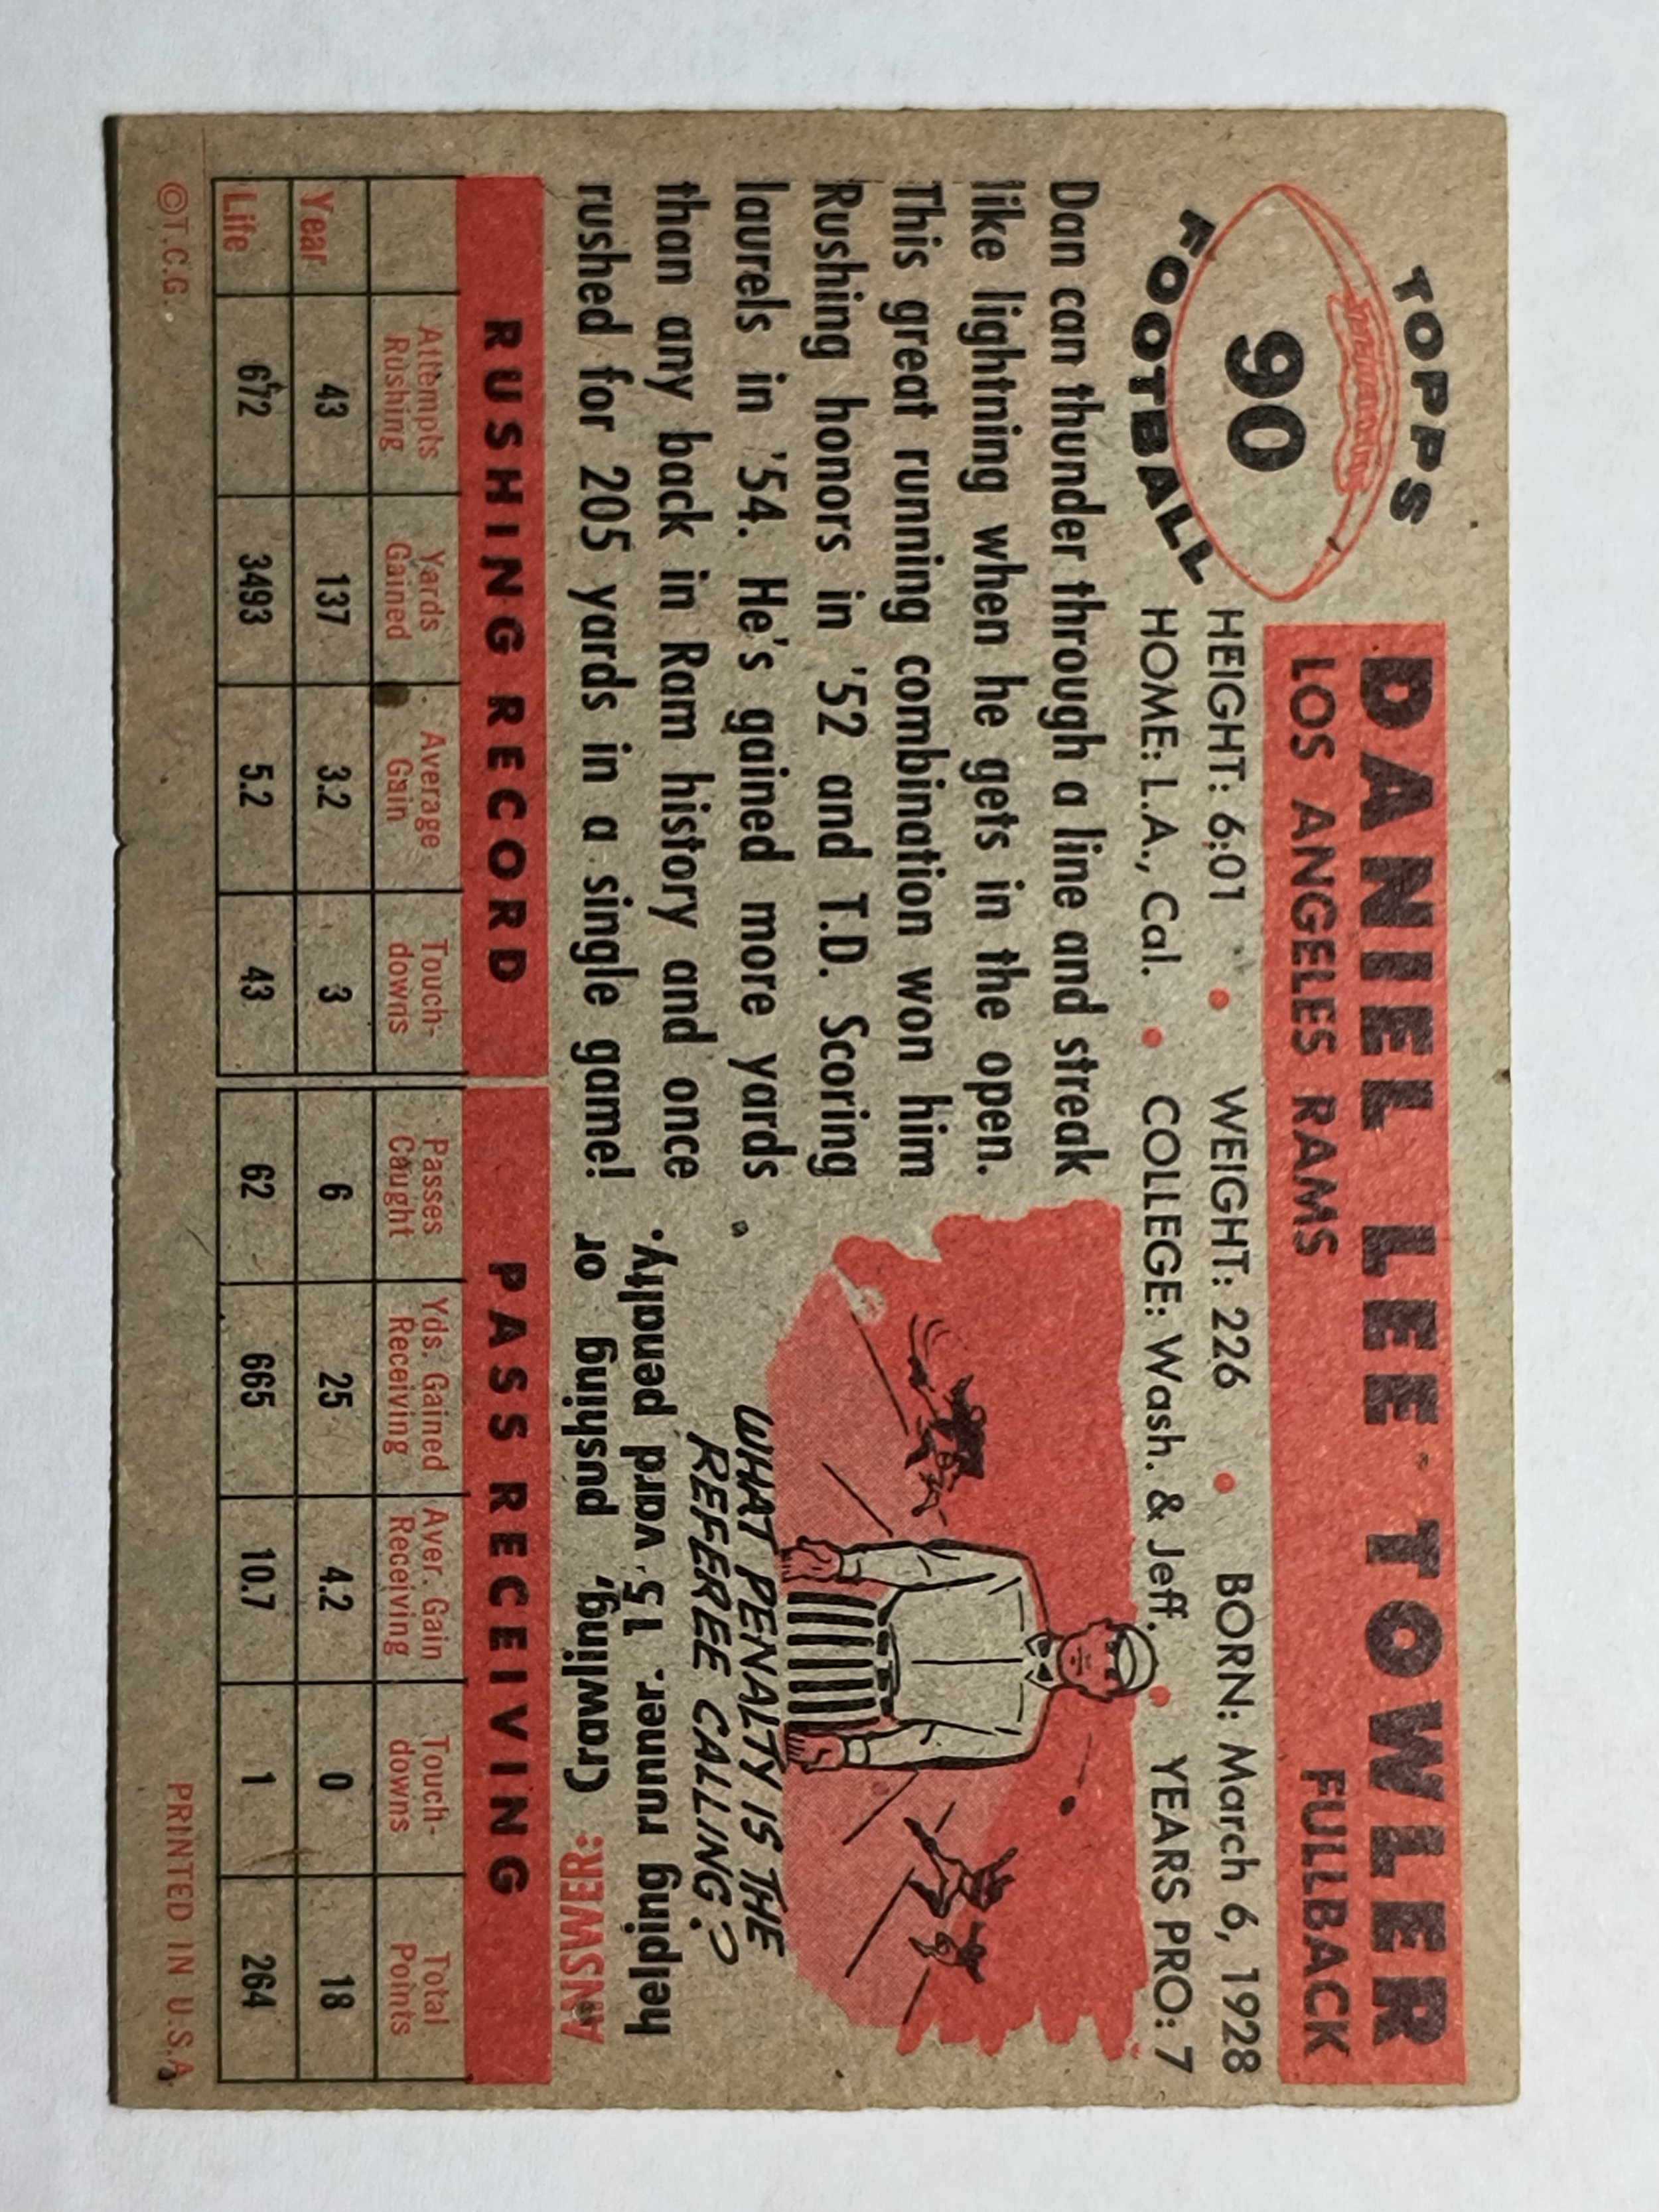 TOPPS
90
FOOTBALL
DANIEL LEE TOWLER
LOS ANGELES RAMS FULLBACK
HEIGHT: 6:01 • WEIGHT: 226 • BORN: March 6, 1928
HOME: L.A., Cal. • COLLEGE: Wash. & Jeff. • YEARS PRO: 7
Dan can thunder through a line and streak
like lightning when he gets in the open.
This great running combination won him
Rushing honors in '52 and T.D. Scoring
laurels in '54. He's gained more yards
than any back in Ram history and once
rushed for 205 yards in a single game!
WHAT PENALTY IS THE
REFEREE CALLING?
ANSWER:
Crawling, pushing or
helping runner. 15 yard penalty.
RUSHING RECORD PASS RECEIVING
Attempts Rushing Yards Gained Average Gain Touch-downs Passes Caught Yds. Gained Receiving Aver. Gain Receiving Touch-downs Total Points
Year 43 137 3.2 3 6 25 4.2 0 18
Life 672 3493 5.2 43 62 665 10.7 1 264
©T.C.G. PRINTED IN U.S.A.